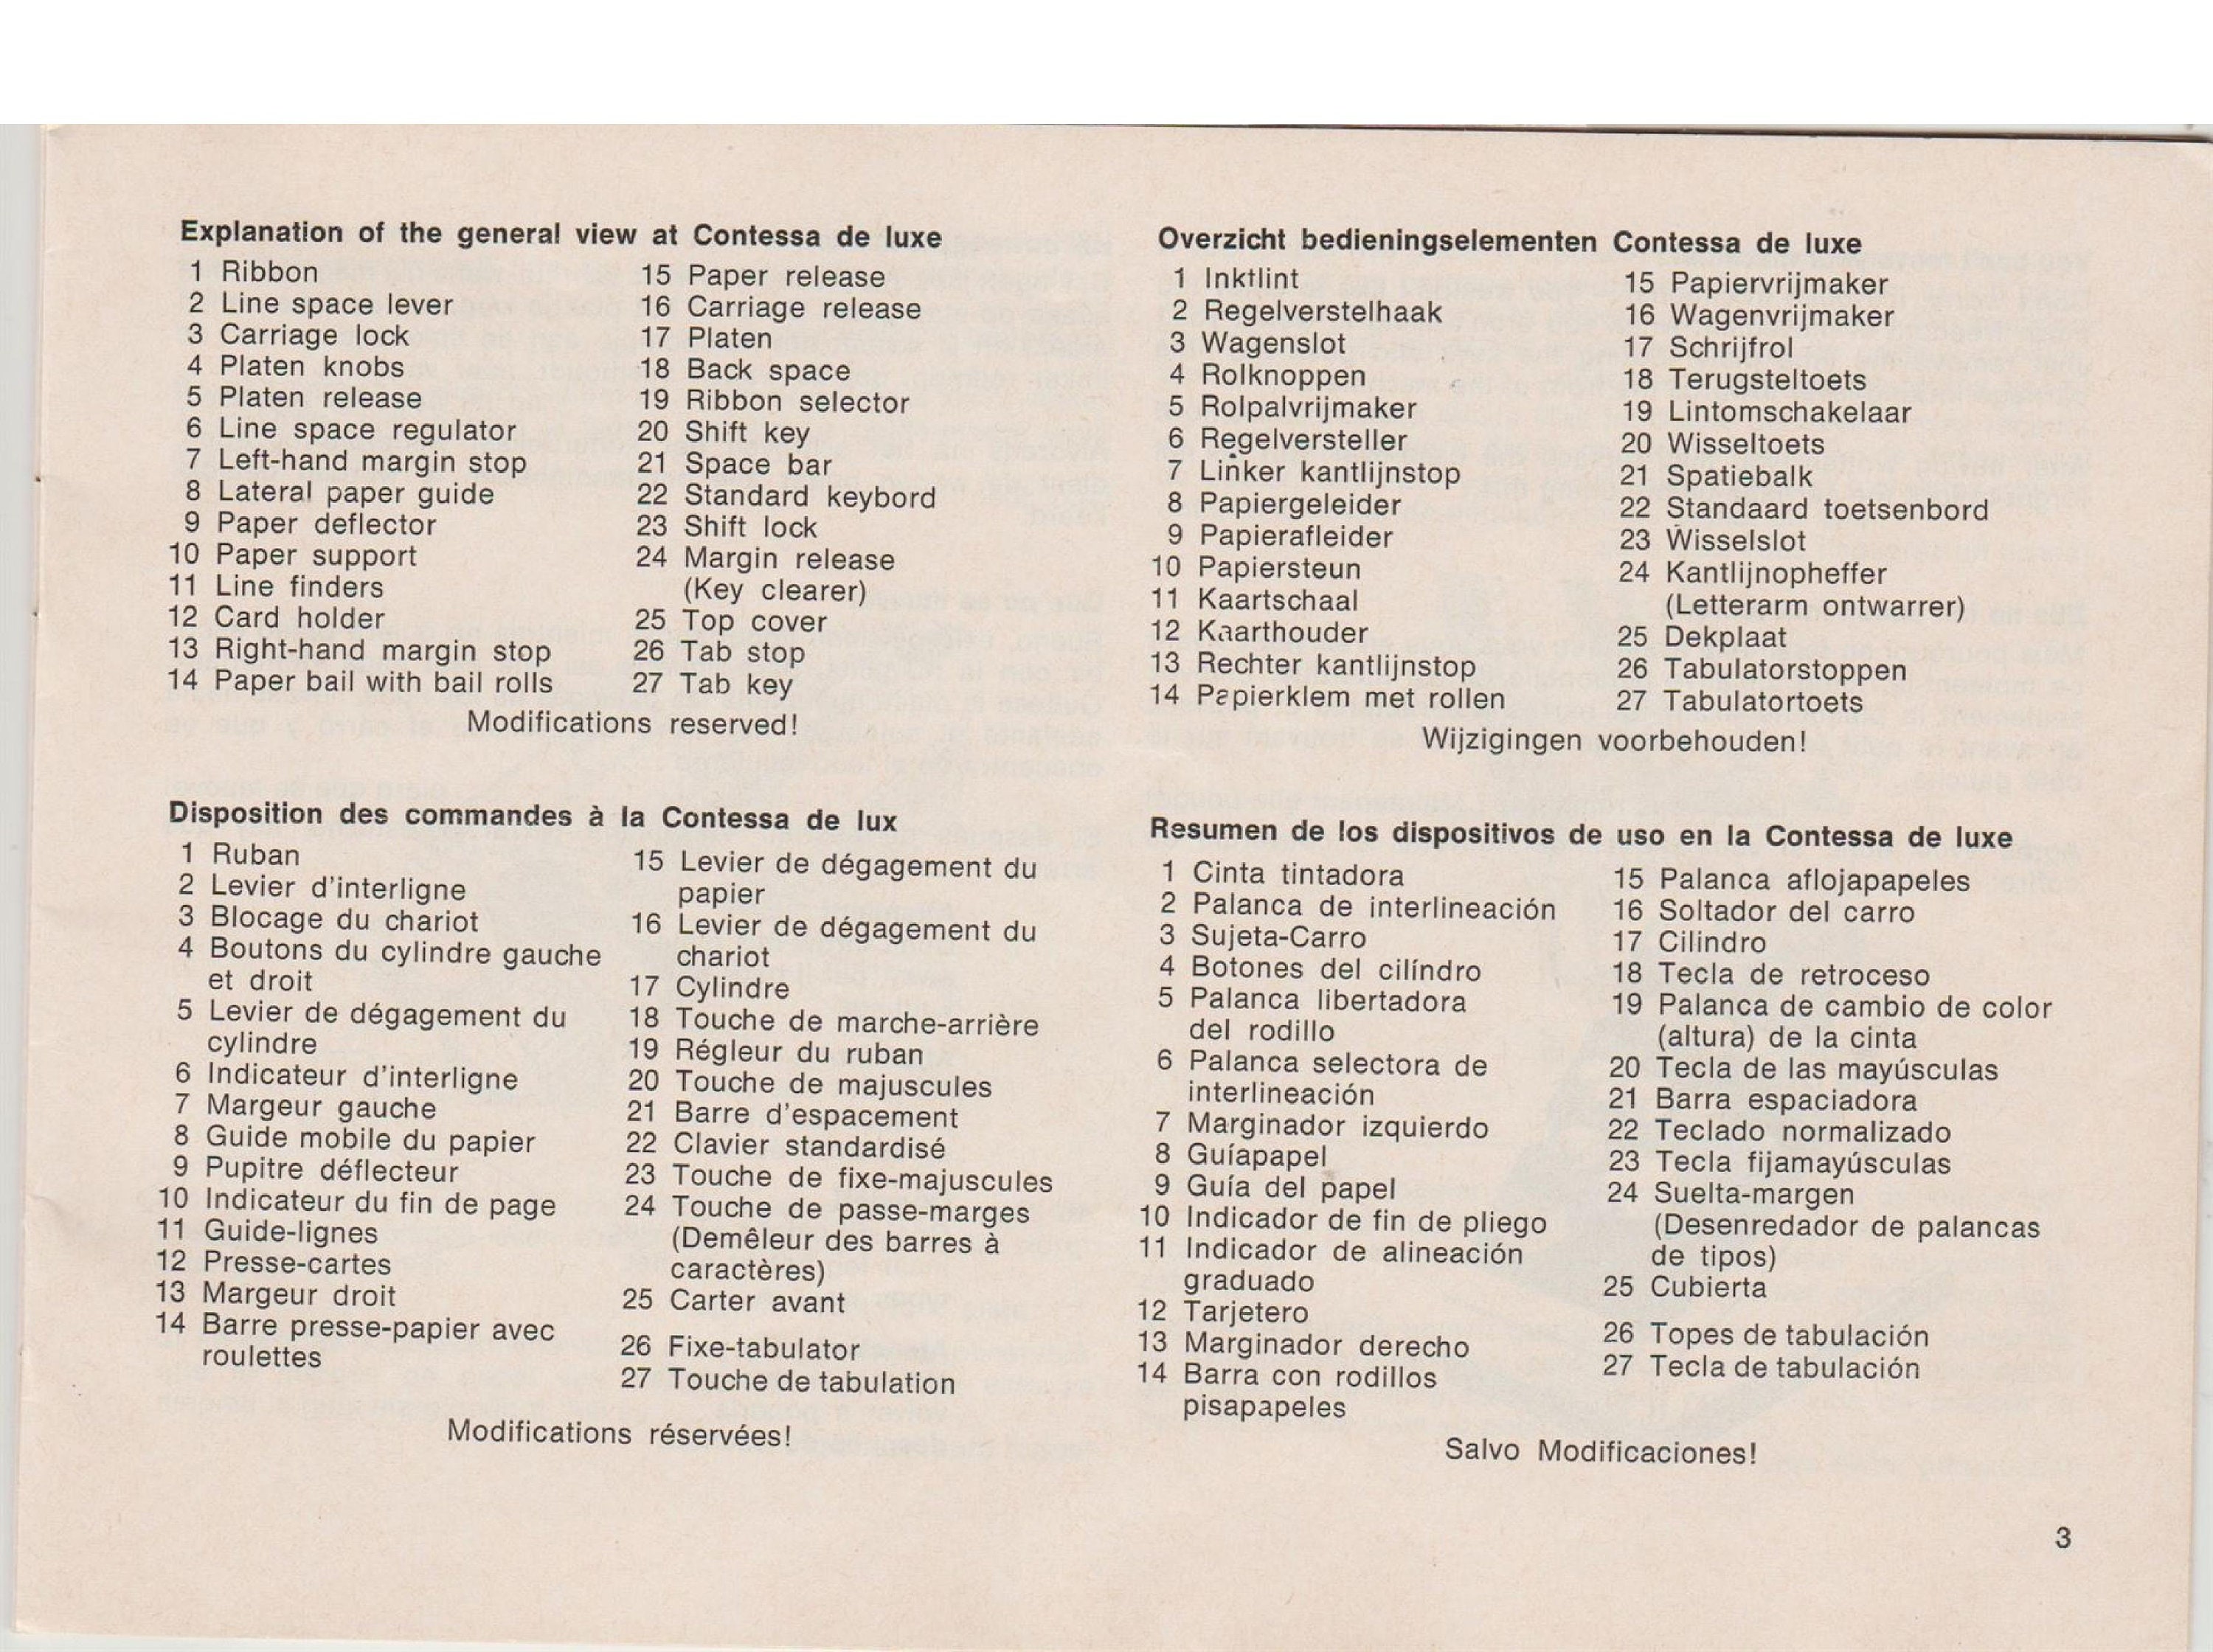 Explanation of the general view at Contessa de luxe
1 Ribbon
2 Line space lever
3 Carriage lock
4 Platen knobs
5 Platen release
6 Line space regulator
7 Left-hand margin stop
8 Lateral paper guide
9 Paper deflector
10 Paper support
11 Line finders
12 Card holder
13 Right-hand margin stop
14 Paper bail with bail rolls
15 Paper release
16 Carriage release
17 Platen
18 Back space
19 Ribbon selector
20 Shift key
21 Space bar
22 Standard keybord
23 Shift lock
24 Margin release
(Key clearer)
25 Top cover
26 Tab stop
27 Tab key
Modifications reserved!
Disposition des commandes à la Contessa de lux
1 Ruban
2 Levier d'interligne
3 Blocage du chariot
4 Boutons du cylindre gauche
et droit
5 Levier de dégagement du
cylindre
6 Indicateur d'interligne
7 Margeur gauche
8 Guide mobile du papier
9 Pupitre déflecteur
10 Indicateur du fin de page
11 Guide-lignes
12 Presse-cartes
13 Margeur droit
14 Barre presse-papier avec
roulettes
15 Levier de dégagement du
papier
16 Levier de dégagement du
chariot
17 Cylindre
18 Touche de marche-arrière
19 Régleur du ruban
20 Touche de majuscules
21 Barre d'espacement
22 Clavier standardisé
23 Touche de fixe-majuscules
24 Touche de passe-marges
(Demêleur des barres à
caractères)
25 Carter avant
26 Fixe-tabulator
27 Touche de tabulation
Modifications réservées!
Overzicht bedieningselementen Contessa de luxe
1 Inktlint
2 Regelverstelhaak
3 Wagenslot
4 Rolknoppen
5 Rolpalvrijmaker
6 Regelversteller
7 Linker kantlijnstop
8 Papiergeleider
9 Papierafleider
10 Papiersteun
11 Kaartschaal
12 Kaarthouder
13 Rechter kantlijnstop
14 Papierklem met rollen
15 Papiervrijmaker
16 Wagenvrijmaker
17 Schrijfrol
18 Terugsteltoets
19 Lintomschakelaar
20 Wisseltoets
21 Spatiebalk
22 Standaard toetsenbord
23 Wisselslot
24 Kantlijnopheffer
(Letterarm ontwarrer)
25 Dekplaat
26 Tabulatorstoppen
27 Tabulatortoets
Wijzigingen voorbehouden!
Resumen de los dispositivos de uso en la Contessa de luxe
1 Cinta tintadora
2 Palanca de interlineación
3 Sujeta-Carro
4 Botones del cilíndro
5 Palanca libertadora
del rodillo
6 Palanca selectora de
interlineación
7 Marginador izquierdo
8 Guíapapel
9 Guía del papel
10 Indicador de fin de pliego
11 Indicador de alineación
graduado
12 Tarjetero
13 Marginador derecho
14 Barra con rodillos
pisapapeles
15 Palanca aflojapapeles
16 Soltador del carro
17 Cilindro
18 Tecla de retroceso
19 Palanca de cambio de color
(altura) de la cinta
20 Tecla de las mayúsculas
21 Barra espaciadora
22 Teclado normalizado
23 Tecla fijamayúsculas
24 Suelta-margen
(Desenredador de palancas
de tipos)
25 Cubierta
26 Topes de tabulación
27 Tecla de tabulación
Salvo Modificaciones!
3